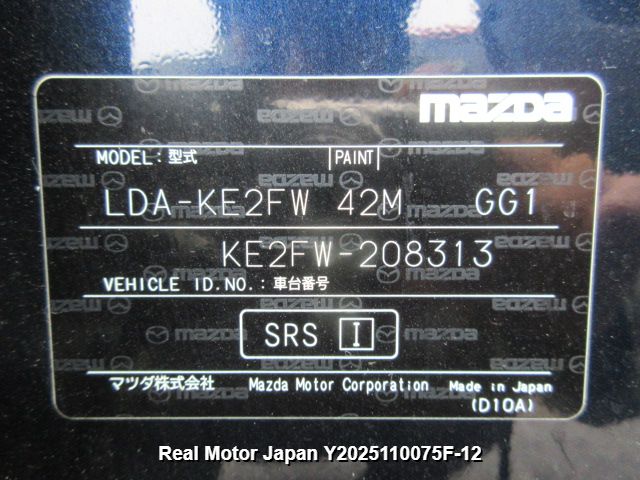 mazda
MODEL:型式 PAINT
LDA-KE2FW 42M GG1
KE2FW-208313
VEHICLE ID.NO.:車台番号
SRS I
マツダ株式会社 Mazda Motor Corporation Made in Japan
(D10A)
Real Motor Japan Y2025110075F-12